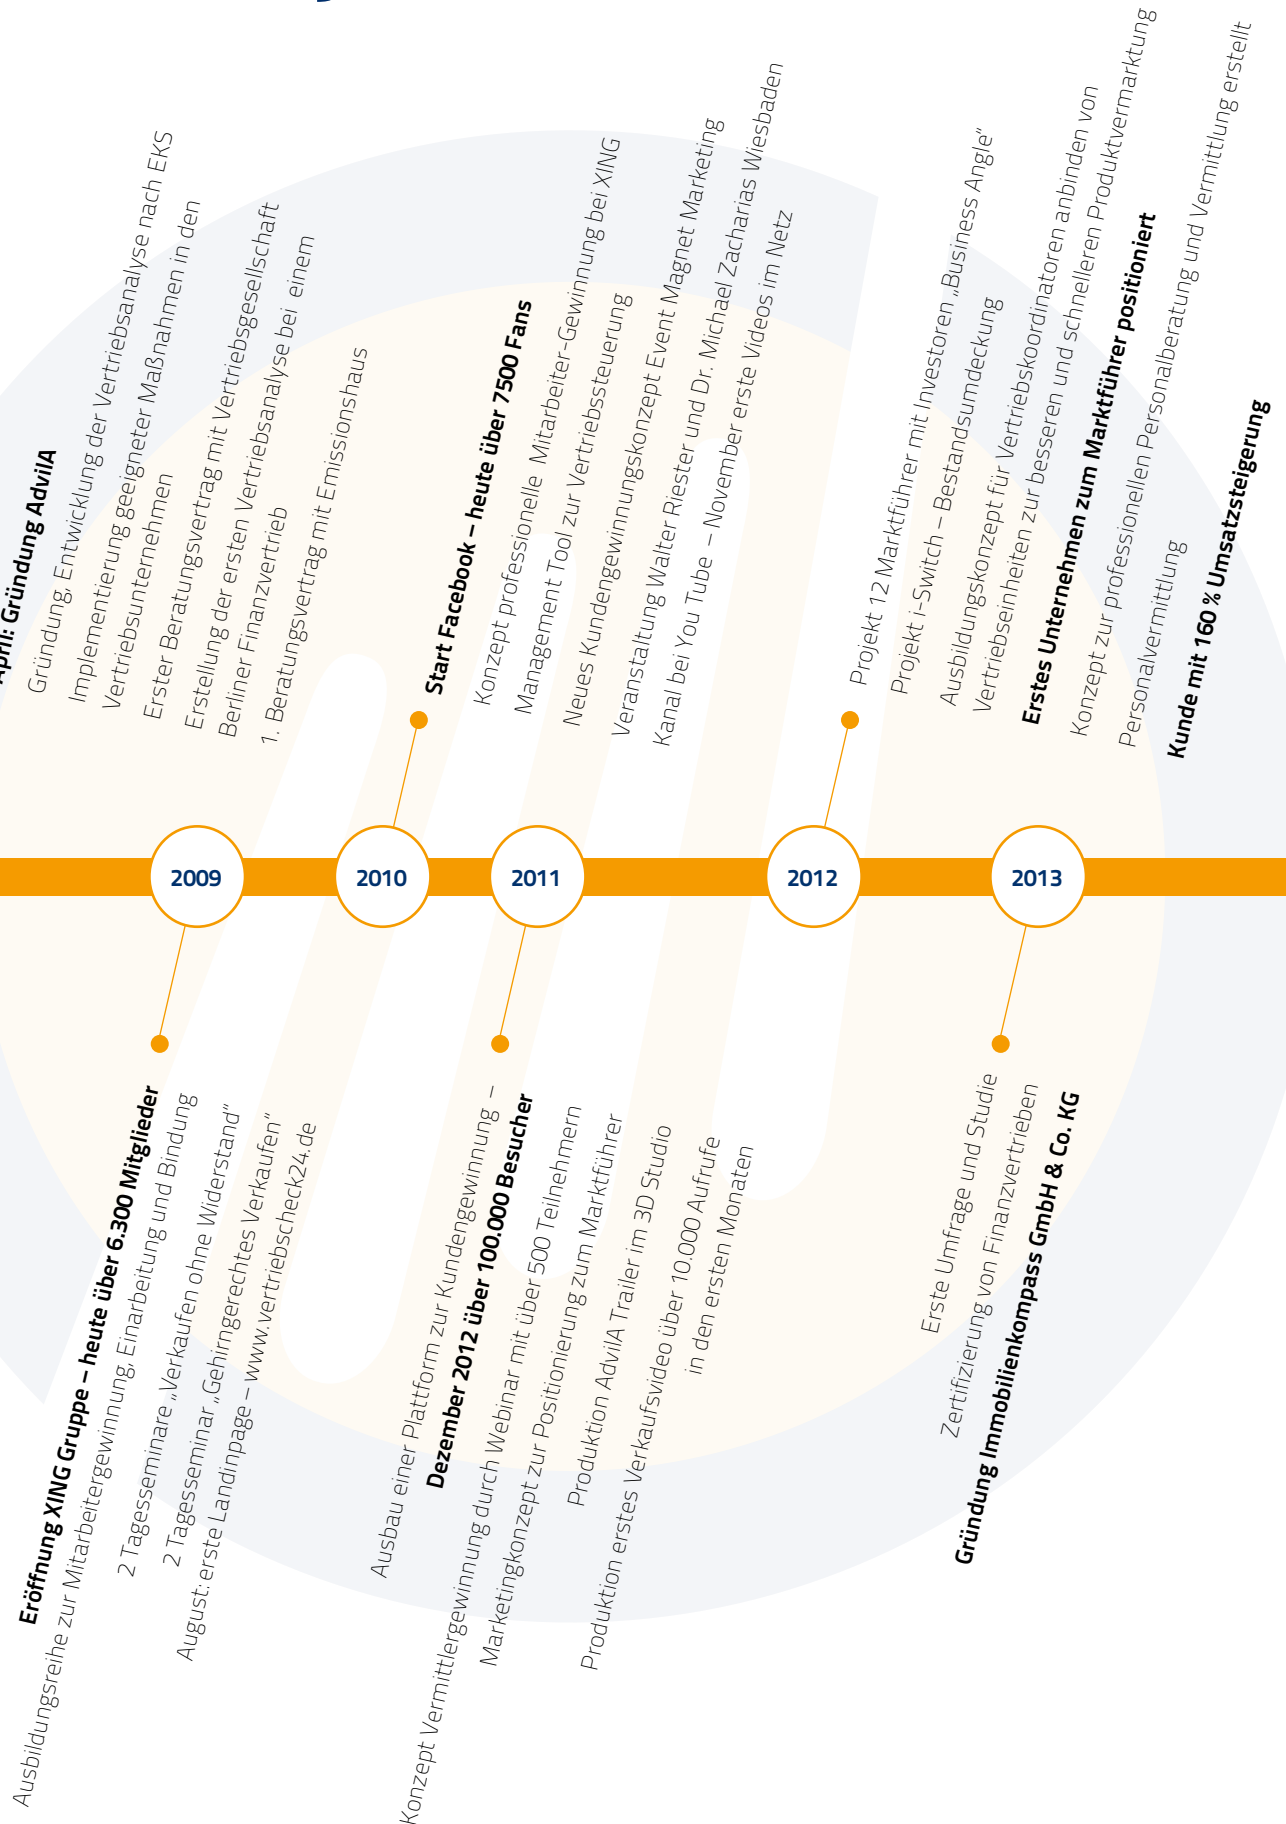 April: Gründung AdvilA
Gründung, Entwicklung der Vertriebsanalyse nach EKS
Implementierung geeigneter Maßnahmen in den
Vertriebsunternehmen
Erster Beratungsvertrag mit Vertriebsgesellschaft
Erstellung der ersten Vertriebsanalyse bei einem
Berliner Finanzvertrieb
1. Beratungsvertrag mit Emissionshaus
Start Facebook – heute über 7500 Fans
Konzept professionelle Mitarbeiter-Gewinnung bei XING
Management Tool zur Vertriebssteuerung
Neues Kundengewinnungskonzept Event Magnet Marketing
Veranstaltung Walter Riester und Dr. Michael Zacharias Wiesbaden
Kanal bei You Tube – November erste Videos im Netz
Projekt 12 Marktführer mit Investoren „Business Angle“
Projekt i-Switch – Bestandsumdeckung
Ausbildungskonzept für Vertriebskoordinatoren anbinden von
Vertriebseinheiten zur besseren und schnelleren Produktvermarktung
Erstes Unternehmen zum Marktführer positioniert
Konzept zur professionellen Personalberatung und Vermittlung erstellt
Personalvermittlung
Kunde mit 160 % Umsatzsteigerung
2009
2010
2011
2012
2013
Eröffnung XING Gruppe – heute über 6.300 Mitglieder
Ausbildungsreihe zur Mitarbeitergewinnung, Einarbeitung und Bindung
2 Tagesseminare „Verkaufen ohne Widerstand“
2 Tagesseminar „Gehirngerechtes Verkaufen“
August: erste Landinpage – www.vertriebscheck24.de
Ausbau einer Plattform zur Kundengewinnung –
Dezember 2012 über 100.000 Besucher
Konzept Vermittlergewinnung durch Webinar mit über 500 Teilnehmern
Marketingkonzept zur Positionierung zum Marktführer
Produktion AdvilA Trailer im 3D Studio
Produktion erstes Verkaufsvideo über 10.000 Aufrufe
in den ersten Monaten
Erste Umfrage und Studie
Zertifizierung von Finanzvertrieben
Gründung Immobilienkompass GmbH & Co. KG